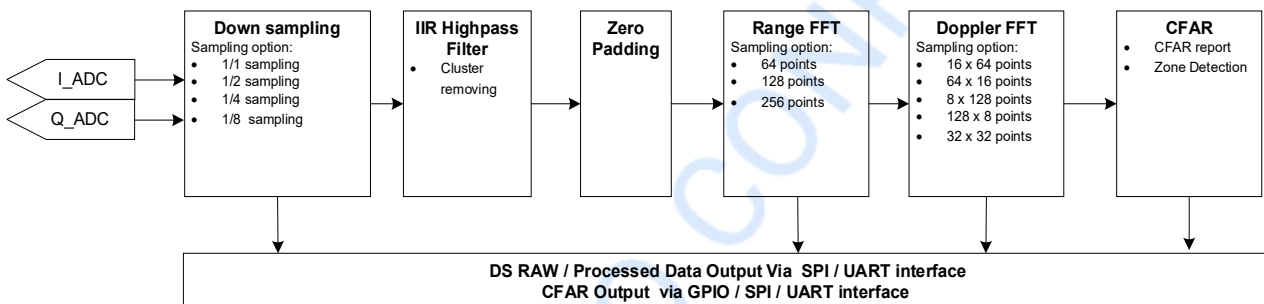 I_ADC
Q_ADC
Down sampling
Sampling option:
• 1/1 sampling
• 1/2 sampling
• 1/4 sampling
• 1/8 sampling
IIR Highpass
Filter
• Cluster
removing
Zero
Padding
Range FFT
Sampling option:
• 64 points
• 128 points
• 256 points
Doppler FFT
Sampling option:
• 16 x 64 points
• 64 x 16 points
• 8 x 128 points
• 128 x 8 points
• 32 x 32 points
CFAR
• CFAR report
• Zone Detection
DS RAW / Processed Data Output Via SPI / UART interface
CFAR Output via GPIO / SPI / UART interface